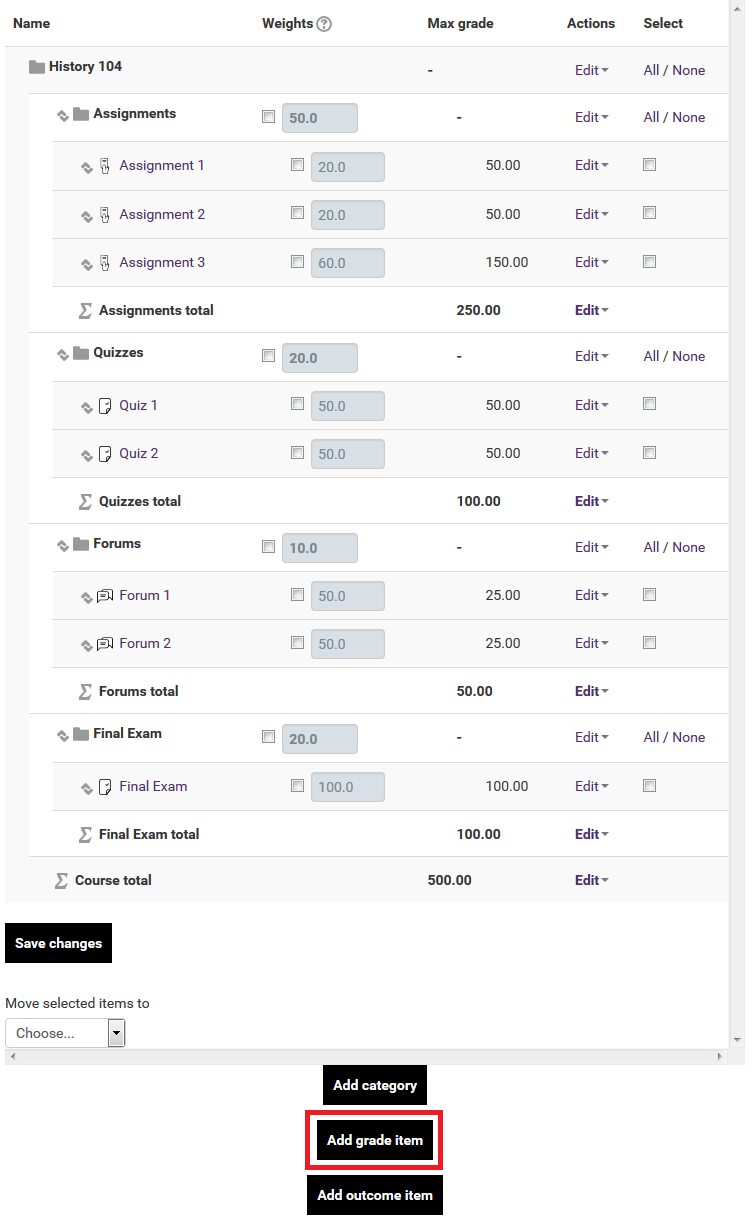 Name Weights ? Max grade Actions Select
History 104 - Edit All / None
Assignments 50.0 - Edit All / None
Assignment 1 20.0 50.00 Edit
Assignment 2 20.0 50.00 Edit
Assignment 3 60.0 150.00 Edit
Σ Assignments total 250.00 Edit
Quizzes 20.0 - Edit All / None
Quiz 1 50.0 50.00 Edit
Quiz 2 50.0 50.00 Edit
Σ Quizzes total 100.00 Edit
Forums 10.0 - Edit All / None
Forum 1 50.0 25.00 Edit
Forum 2 50.0 25.00 Edit
Σ Forums total 50.00 Edit
Final Exam 20.0 - Edit All / None
Final Exam 100.0 100.00 Edit
Σ Final Exam total 100.00 Edit
Σ Course total 500.00 Edit
Save changes
Move selected items to
Choose...
Add category
Add grade item
Add outcome item